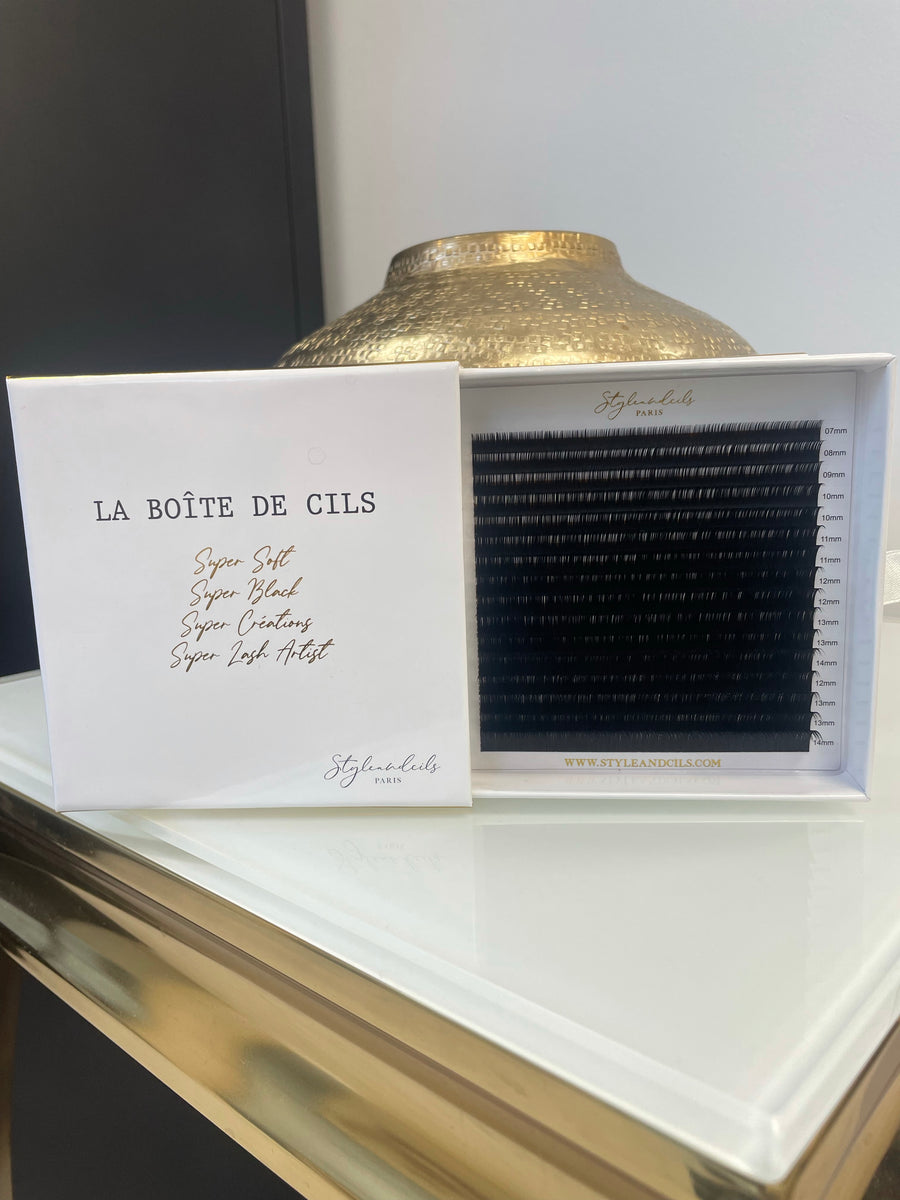 LA BOÎTE DE CILS
Super Soft
Super Black
Super Créations
Super Lash Artist
Styleandcils
PARIS
Styleandcils
PARIS
07mm
08mm
09mm
10mm
10mm
11mm
11mm
12mm
12mm
13mm
13mm
14mm
12mm
13mm
13mm
14mm
WWW.STYLEANDCILS.COM